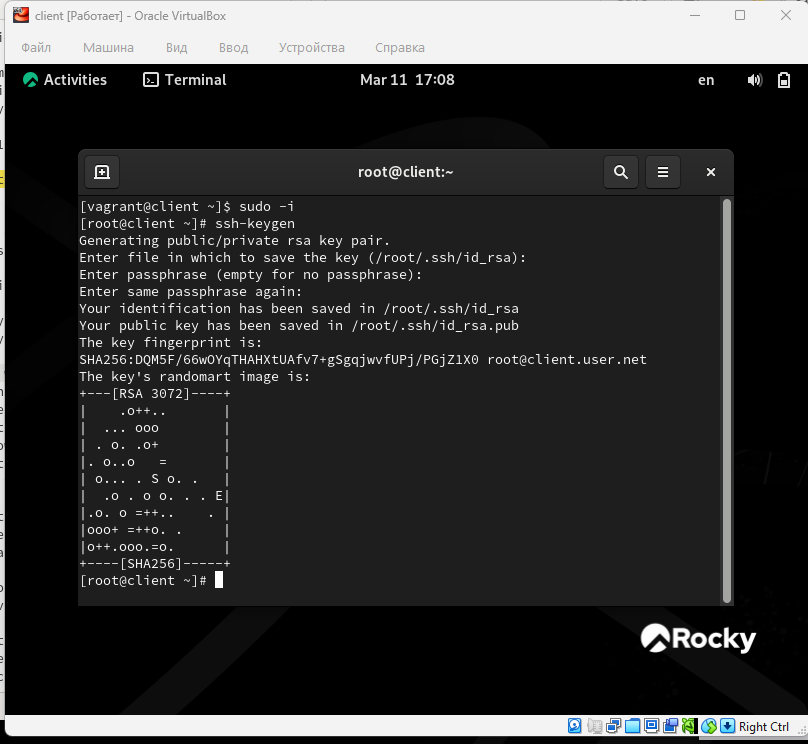 client [Работает] - Oracle VirtualBox
Файл Машина Вид Ввод Устройства Справка
Activities Terminal Mar 11 17:08 en
root@client:~
[vagrant@client ~]$ sudo -i
[root@client ~]# ssh-keygen
Generating public/private rsa key pair.
Enter file in which to save the key (/root/.ssh/id_rsa):
Enter passphrase (empty for no passphrase):
Enter same passphrase again:
Your identification has been saved in /root/.ssh/id_rsa
Your public key has been saved in /root/.ssh/id_rsa.pub
The key fingerprint is:
SHA256:DQM5F/66wOYqTHAHXtUAfv7+gSgqjwvfUPj/PGjZ1X0 root@client.user.net
The key's randomart image is:
+---[RSA 3072]----+
|    .o++..       |
|  ... ooo        |
| . o. .o+        |
|. o..o   =       |
| o... . S o. .   |
|  .o . o o. . . E|
|.o. o =++..    . |
|ooo+ =++o. .     |
|o++.ooo.=o.      |
+----[SHA256]-----+
[root@client ~]#
Rocky
Right Ctrl